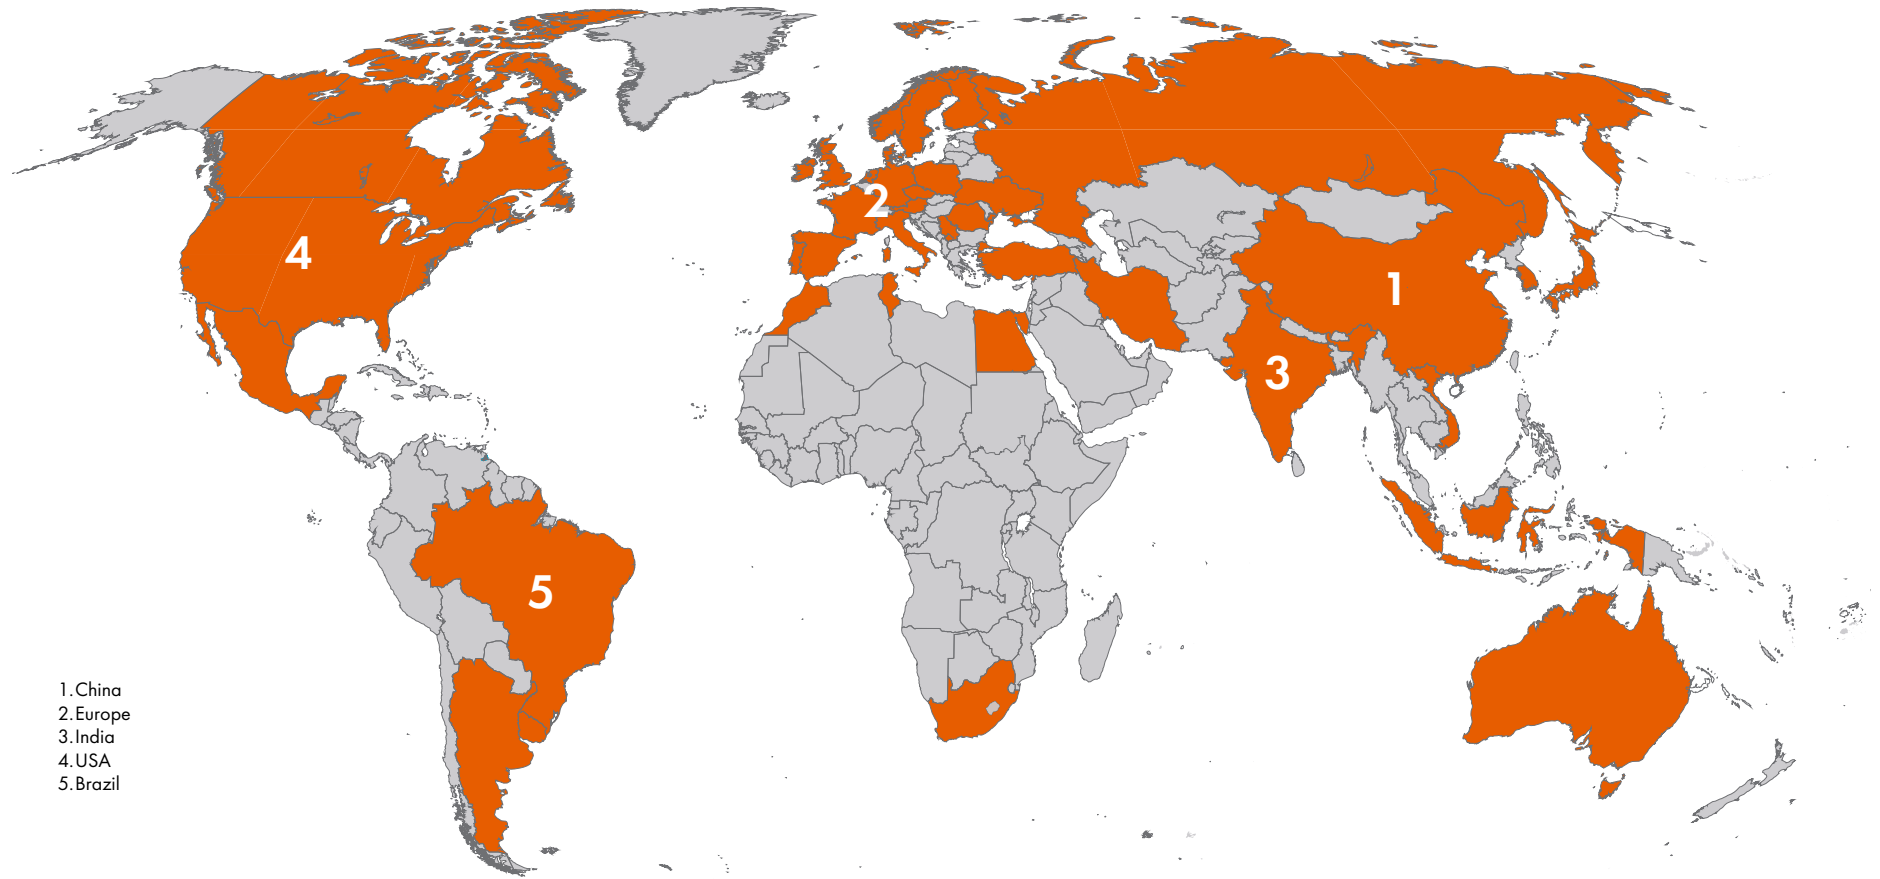 4
2
1
3
5
1. China
2. Europe
3. India
4. USA
5. Brazil